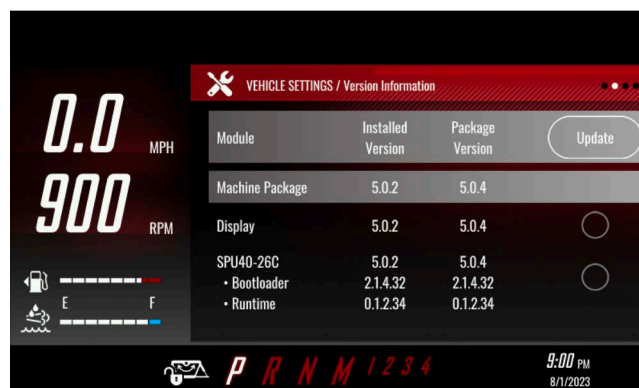 VEHICLE SETTINGS / Version Information
0.0 MPH
900 RPM
E F
Module Installed Version Package Version Update
Machine Package 5.0.2 5.0.4
Display 5.0.2 5.0.4
SPU40-26C 5.0.2 5.0.4
• Bootloader 2.1.4.32 2.1.4.32
• Runtime 0.1.2.34 0.1.2.34
P R N M 1 2 3 4
9:00 PM
8/1/2023